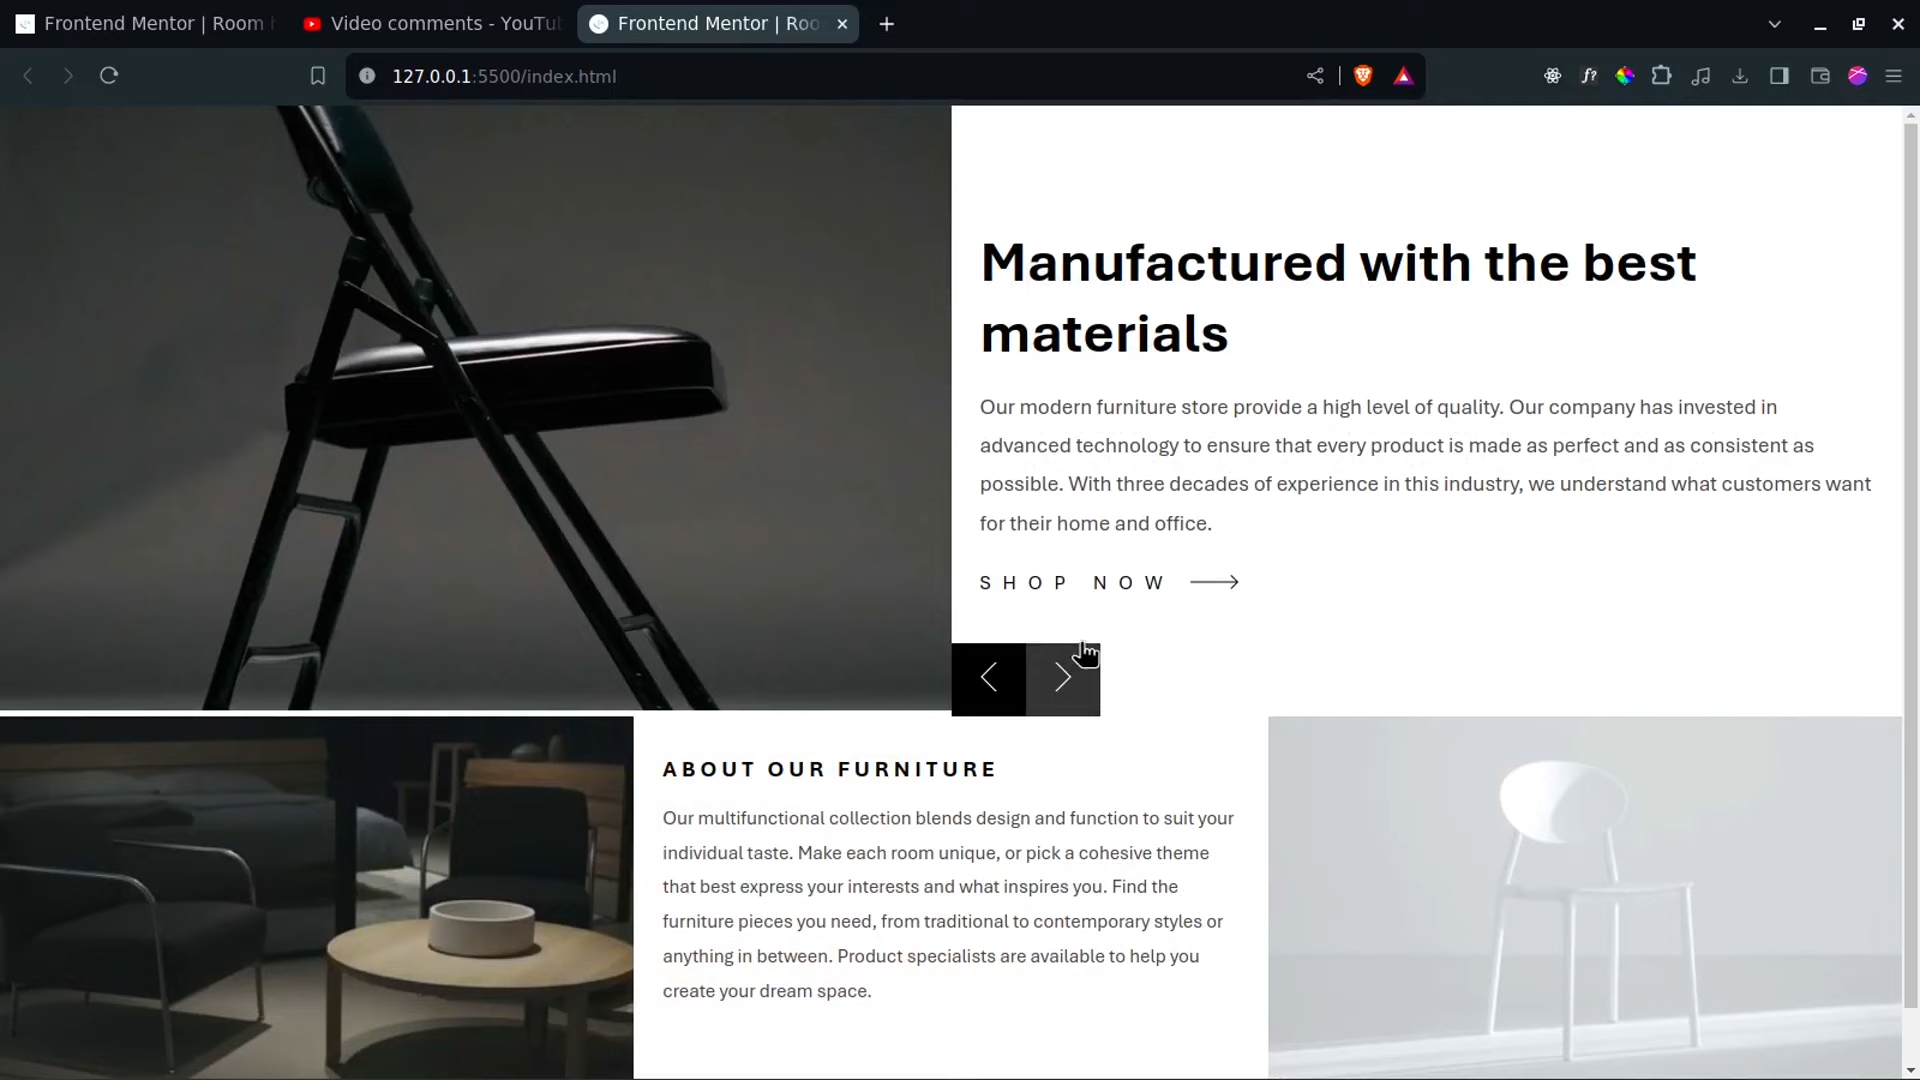 Frontend Mentor | Room
Video comments - YouTu
Frontend Mentor | Roo
127.0.0.1:5500/index.html
f?
Manufactured with the best
materials
Our modern furniture store provide a high level of quality. Our company has invested in
advanced technology to ensure that every product is made as perfect and as consistent as
possible. With three decades of experience in this industry, we understand what customers want
for their home and office.
SHOP NOW
ABOUT OUR FURNITURE
Our multifunctional collection blends design and function to suit your
individual taste. Make each room unique, or pick a cohesive theme
that best express your interests and what inspires you. Find the
furniture pieces you need, from traditional to contemporary styles or
anything in between. Product specialists are available to help you
create your dream space.